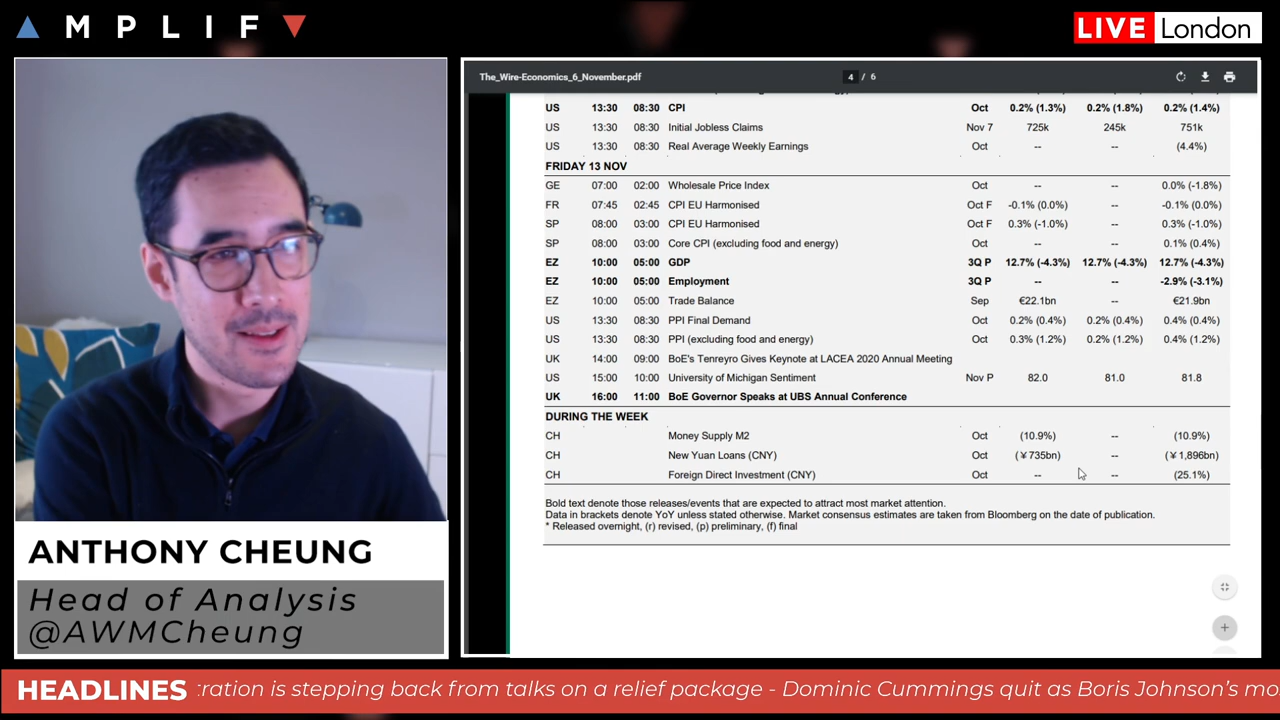 AMPLIFY
LIVE London
The_Wire-Economics_6_November.pdf 4 / 6
US 13:30 08:30 CPI Oct 0.2% (1.3%) 0.2% (1.8%) 0.2% (1.4%)
US 13:30 08:30 Initial Jobless Claims Nov 7 725k 245k 751k
US 13:30 08:30 Real Average Weekly Earnings Oct -- -- (4.4%)
FRIDAY 13 NOV
GE 07:00 02:00 Wholesale Price Index Oct -- -- 0.0% (-1.8%)
FR 07:45 02:45 CPI EU Harmonised Oct F -0.1% (0.0%) -- -0.1% (0.0%)
SP 08:00 03:00 CPI EU Harmonised Oct F 0.3% (-1.0%) -- 0.3% (-1.0%)
SP 08:00 03:00 Core CPI (excluding food and energy) Oct -- -- 0.1% (0.4%)
EZ 10:00 05:00 GDP 3Q P 12.7% (-4.3%) 12.7% (-4.3%) 12.7% (-4.3%)
EZ 10:00 05:00 Employment 3Q P -- -- -2.9% (-3.1%)
EZ 10:00 05:00 Trade Balance Sep €22.1bn -- €21.9bn
US 13:30 08:30 PPI Final Demand Oct 0.2% (0.4%) 0.2% (0.4%) 0.4% (0.4%)
US 13:30 08:30 PPI (excluding food and energy) Oct 0.3% (1.2%) 0.2% (1.2%) 0.4% (1.2%)
UK 14:00 09:00 BoE's Tenreyro Gives Keynote at LACEA 2020 Annual Meeting
US 15:00 10:00 University of Michigan Sentiment Nov P 82.0 81.0 81.8
UK 16:00 11:00 BoE Governor Speaks at UBS Annual Conference
DURING THE WEEK
CH Money Supply M2 Oct (10.9%) -- (10.9%)
CH New Yuan Loans (CNY) Oct (¥735bn) -- (¥1,896bn)
CH Foreign Direct Investment (CNY) Oct -- -- (25.1%)
Bold text denote those releases/events that are expected to attract most market attention.
Data in brackets denote YoY unless stated otherwise. Market consensus estimates are taken from Bloomberg on the date of publication.
* Released overnight, (r) revised, (p) preliminary, (f) final
ANTHONY CHEUNG
Head of Analysis
@AWMCheung
HEADLINES :ration is stepping back from talks on a relief package - Dominic Cummings quit as Boris Johnson's mo